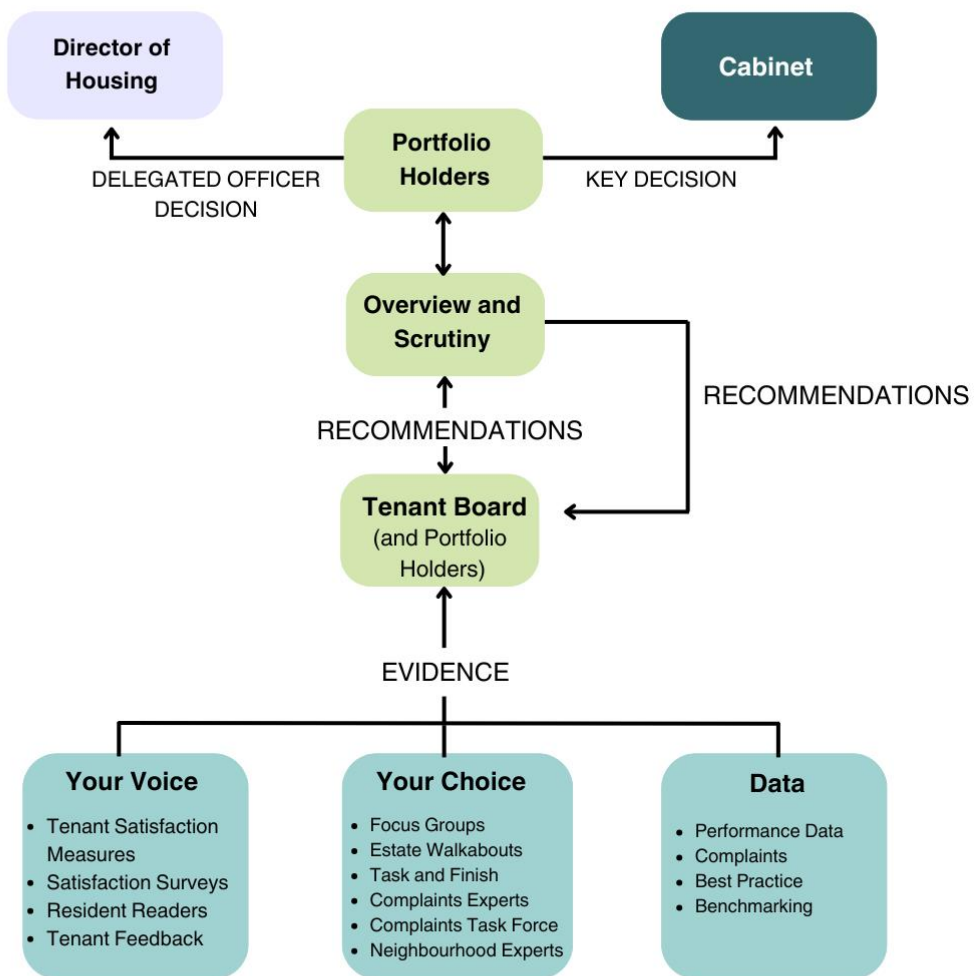 Director of
Housing
Cabinet
Portfolio
Holders
DELEGATED OFFICER
DECISION
KEY DECISION
Overview and
Scrutiny
RECOMMENDATIONS
RECOMMENDATIONS
Tenant Board
(and Portfolio
Holders)
EVIDENCE
Your Voice
• Tenant Satisfaction
Measures
• Satisfaction Surveys
• Resident Readers
• Tenant Feedback
Your Choice
• Focus Groups
• Estate Walkabouts
• Task and Finish
• Complaints Experts
• Complaints Task Force
• Neighbourhood Experts
Data
• Performance Data
• Complaints
• Best Practice
• Benchmarking